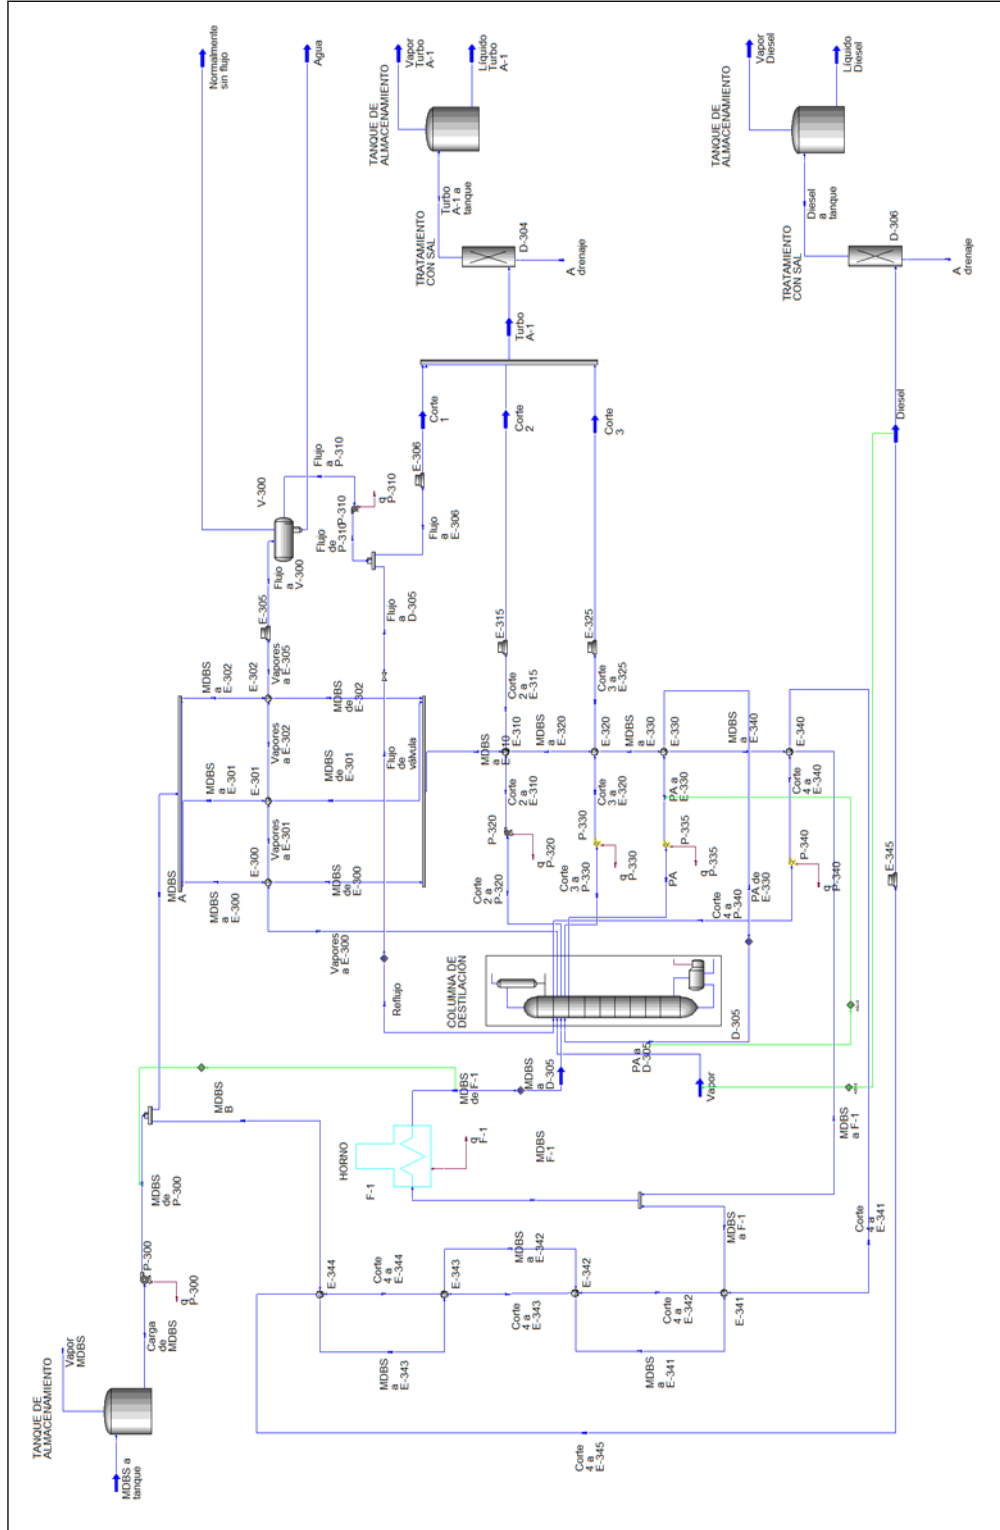 TANQUE DE
ALMACENAMIENTO
MDBS a
tanque
Vapor
MDBS
Carga
de
MDBS
P-300
q
P-300
MDBS
de
P-300
MDBS
A
MDBS
B
MDBS
a
E-300
MDBS
a
E-301
MDBS
a
E-302
E-300
E-301
E-302
Vapores
a E-300
Vapores
a E-301
Vapores
a E-302
Vapores
a E-305
MDBS
de
E-300
MDBS
de
E-301
MDBS
de
E-302
E-305
Flujo
a
V-300
V-300
Normalmente
sin flujo
Agua
Flujo
a
P-310
P-310
Flujo
de
P-310
q
P-310
Flujo
a
D-305
Flujo
de
válvula
Reflujo
Flujo
a
E-306
E-306
Corte
1
HORNO
F-1
q
F-1
MDBS
de F-1
MDBS
F-1
MDBS
a
D-305
COLUMNA DE
DESTILACIÓN
D-305
PA a
D-305
Vapor
MDBS
a
E-310
Corte
2 a
P-320
P-320
q
P-320
Corte
2 a
E-310
E-310
Corte
2 a
E-315
E-315
Corte
2
MDBS
a
E-320
Corte
3 a
P-330
P-330
q
P-330
Corte
3 a
E-320
E-320
Corte
3 a
E-325
E-325
Corte
3
MDBS
a
E-330
PA
P-335
q
P-335
PA a
E-330
E-330
PA de
E-330
MDBS
a
E-340
Corte
4 a
P-340
P-340
q
P-340
Corte
4 a
E-340
E-340
MDBS
a F-1
Corte
4 a
E-341
E-341
MDBS
a F-1
Corte
4 a
E-342
MDBS
a
E-341
E-342
Corte
4 a
E-343
MDBS
a
E-342
E-343
Corte
4 a
E-344
MDBS
a
E-343
E-344
Corte
4 a
E-345
E-345
Diesel
Turbo
A-1
TRATAMIENTO
CON SAL
D-304
A
drenaje
Turbo
A-1 a
tanque
TANQUE DE
ALMACENAMIENTO
Vapor
Turbo
A-1
Líquido
Turbo
A-1
TRATAMIENTO
CON SAL
D-306
A
drenaje
Diesel
a
tanque
TANQUE DE
ALMACENAMIENTO
Vapor
Diesel
Líquido
Diesel